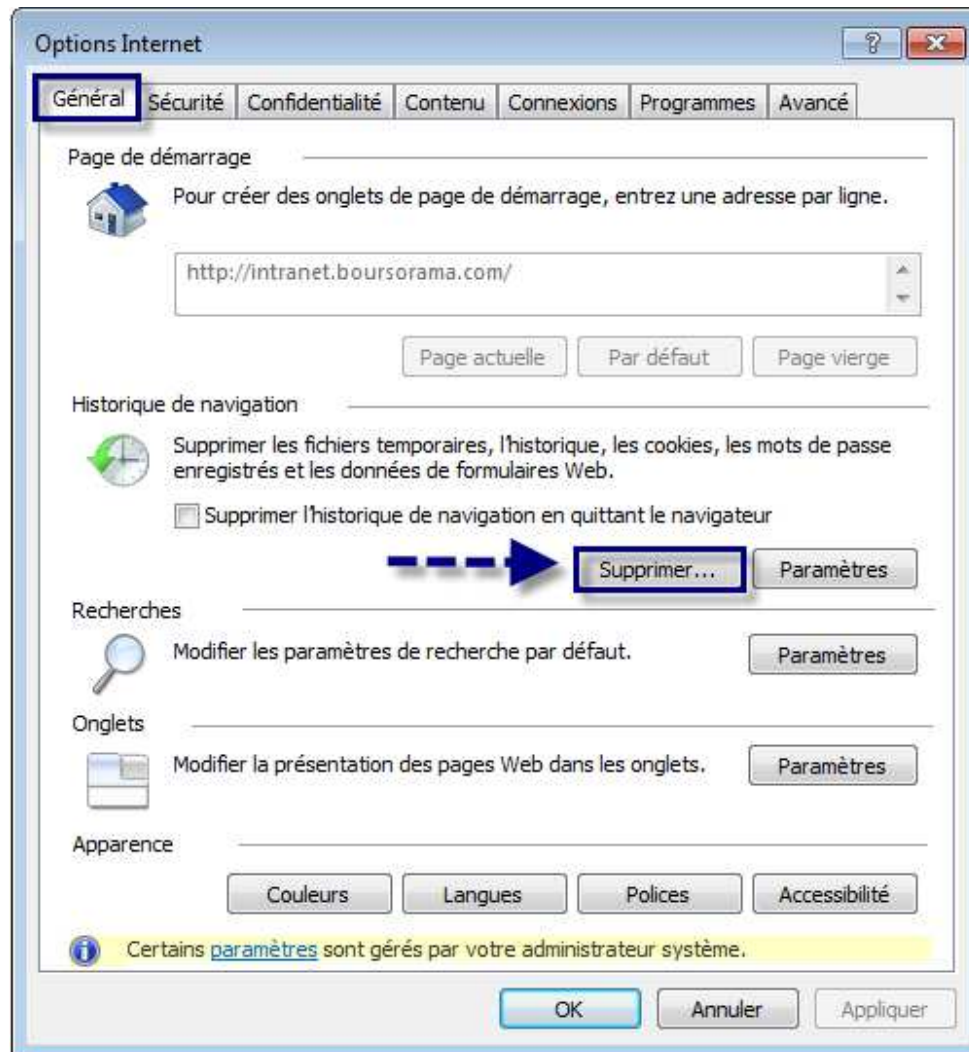 Options Internet
Général Sécurité Confidentialité Contenu Connexions Programmes Avancé
Page de démarrage
Pour créer des onglets de page de démarrage, entrez une adresse par ligne.
http://intranet.boursorama.com/
Page actuelle Par défaut Page vierge
Historique de navigation
Supprimer les fichiers temporaires, l'historique, les cookies, les mots de passe
enregistrés et les données de formulaires Web.
Supprimer l'historique de navigation en quittant le navigateur
Supprimer... Paramètres
Recherches
Modifier les paramètres de recherche par défaut. Paramètres
Onglets
Modifier la présentation des pages Web dans les onglets. Paramètres
Apparence
Couleurs Langues Polices Accessibilité
Certains paramètres sont gérés par votre administrateur système.
OK Annuler Appliquer